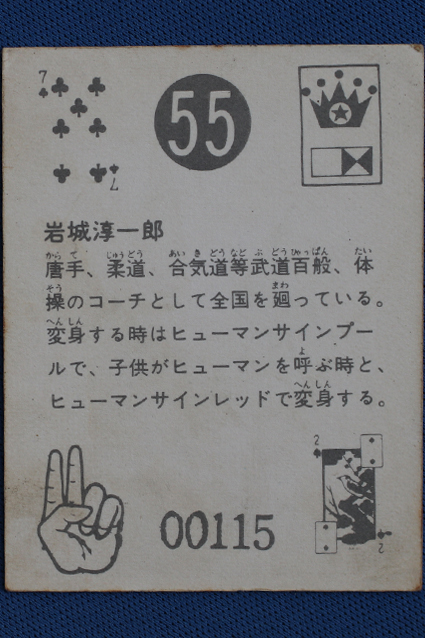 7
55
7
岩城淳一郎
唐手、柔道、合気道等武道百般、体
操のコーチとして全国を廻っている。
変身する時はヒューマンサインブー
ルで、子供がヒューマンを呼ぶ時と、
ヒューマンサインレッドで変身する。
2
00115
2